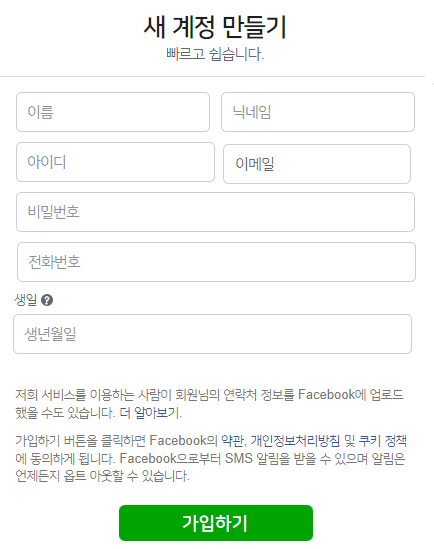 새 계정 만들기
빠르고 쉽습니다.
이름 닉네임
아이디 이메일
비밀번호
전화번호
생일 ?
생년월일
저희 서비스를 이용하는 사람이 회원님의 연락처 정보를 Facebook에 업로드
했을 수도 있습니다. 더 알아보기.
가입하기 버튼을 클릭하면 Facebook의 약관, 개인정보처리방침 및 쿠키 정책
에 동의하게 됩니다. Facebook으로부터 SMS 알림을 받을 수 있으며 알림은
언제든지 옵트 아웃할 수 있습니다.
가입하기